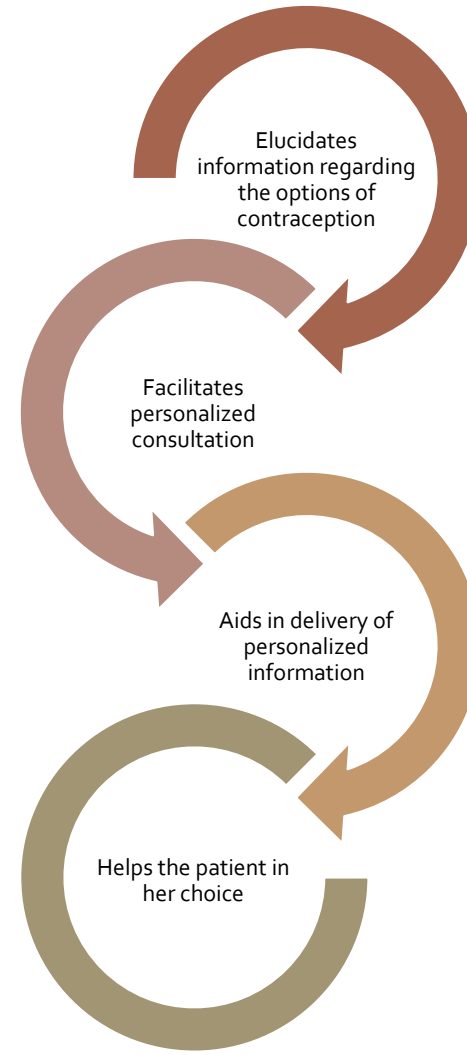 Elucidates
information regarding
the options of
contraception
Facilitates
personalized
consultation
Aids in delivery of
personalized
information
Helps the patient in
her choice